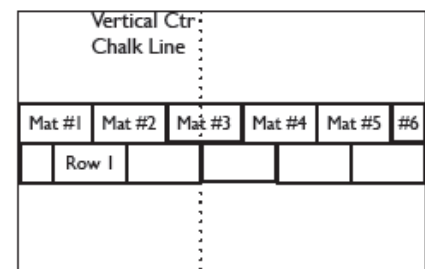 Vertical Ctr
Chalk Line
Mat #1 Mat #2 Mat #3 Mat #4 Mat #5 #6
Row 1